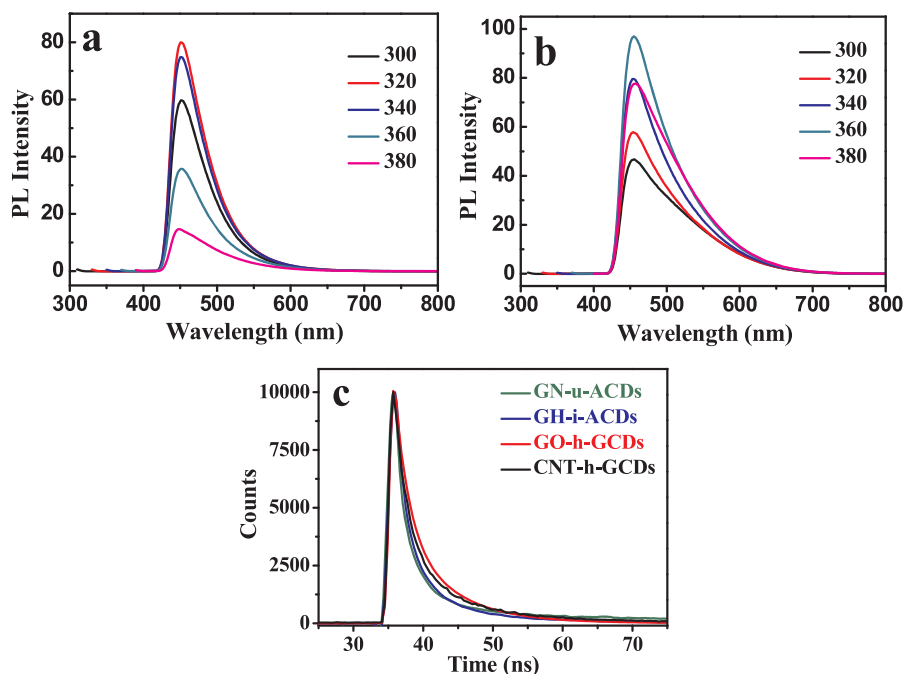 a
300
320
340
360
380
80
60
40
20
0
PL Intensity
300 400 500 600 700 800
Wavelength (nm)
b
300
320
340
360
380
100
80
60
40
20
0
PL Intensity
300 400 500 600 700 800
Wavelength (nm)
c
GN-u-ACDs
GH-i-ACDs
GO-h-GCDs
CNT-h-GCDs
10000
7500
5000
2500
0
Counts
30 40 50 60 70
Time (ns)